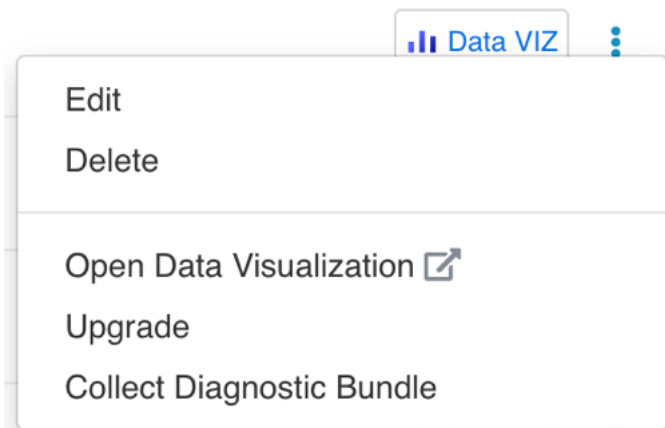 Data VIZ
Edit
Delete
Open Data Visualization
Upgrade
Collect Diagnostic Bundle